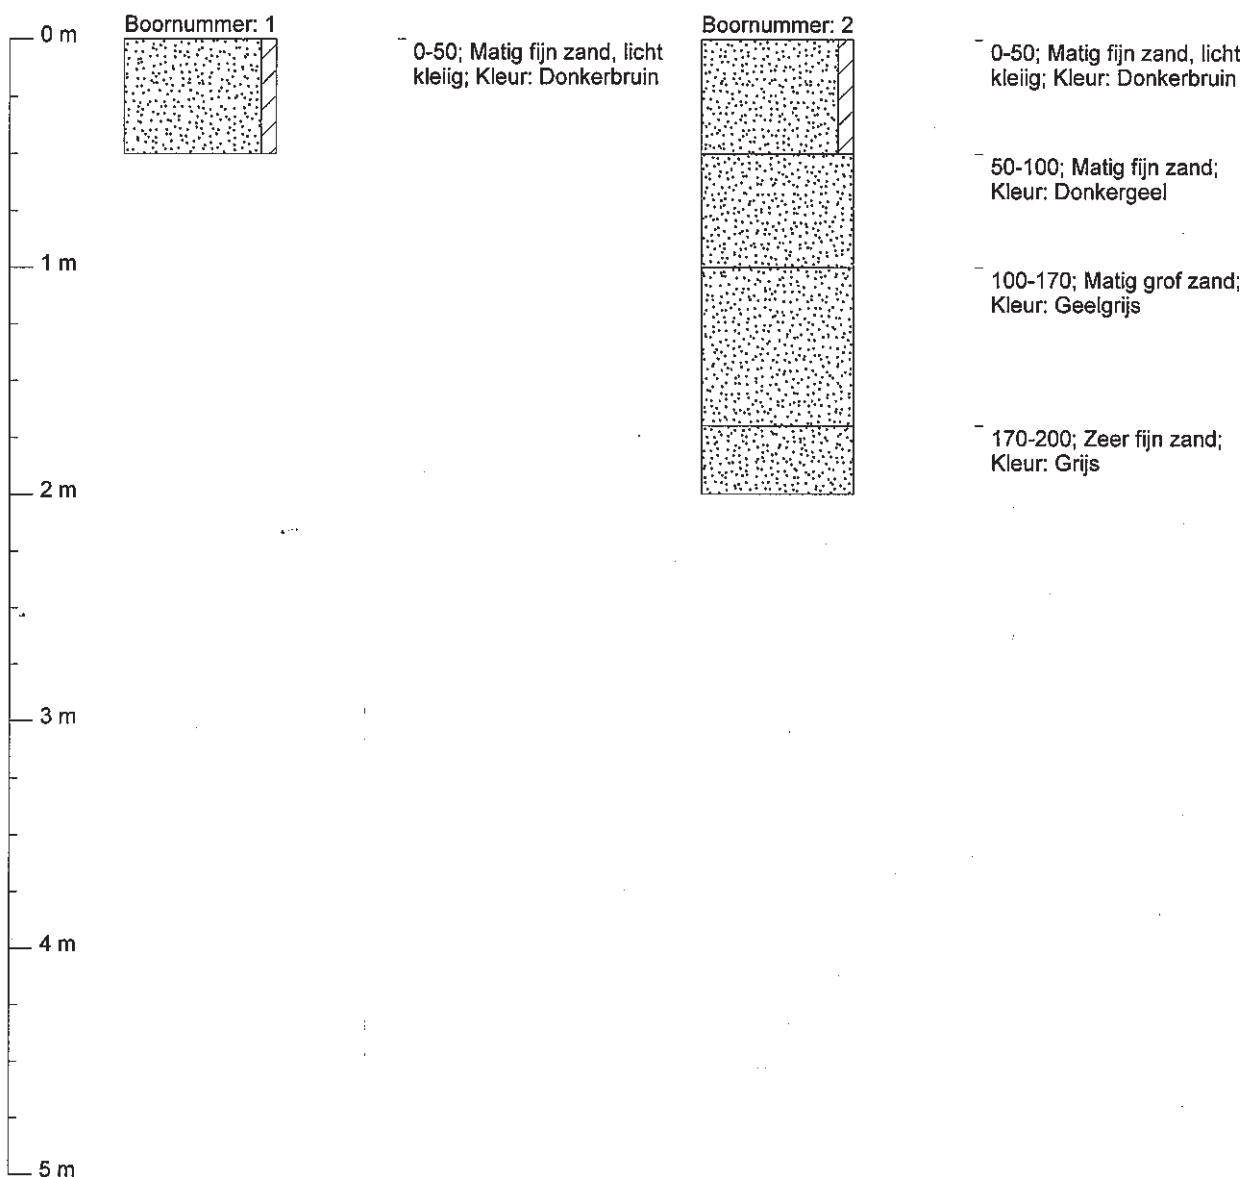 Boornummer: 1
0-50; Matig fijn zand, licht
kleiig; Kleur: Donkerbruin
Boornummer: 2
0-50; Matig fijn zand, licht
kleiig; Kleur: Donkerbruin
50-100; Matig fijn zand;
Kleur: Donkergeel
100-170; Matig grof zand;
Kleur: Geelgrijs
170-200; Zeer fijn zand;
Kleur: Grijs
0 m
1 m
2 m
3 m
4 m
5 m